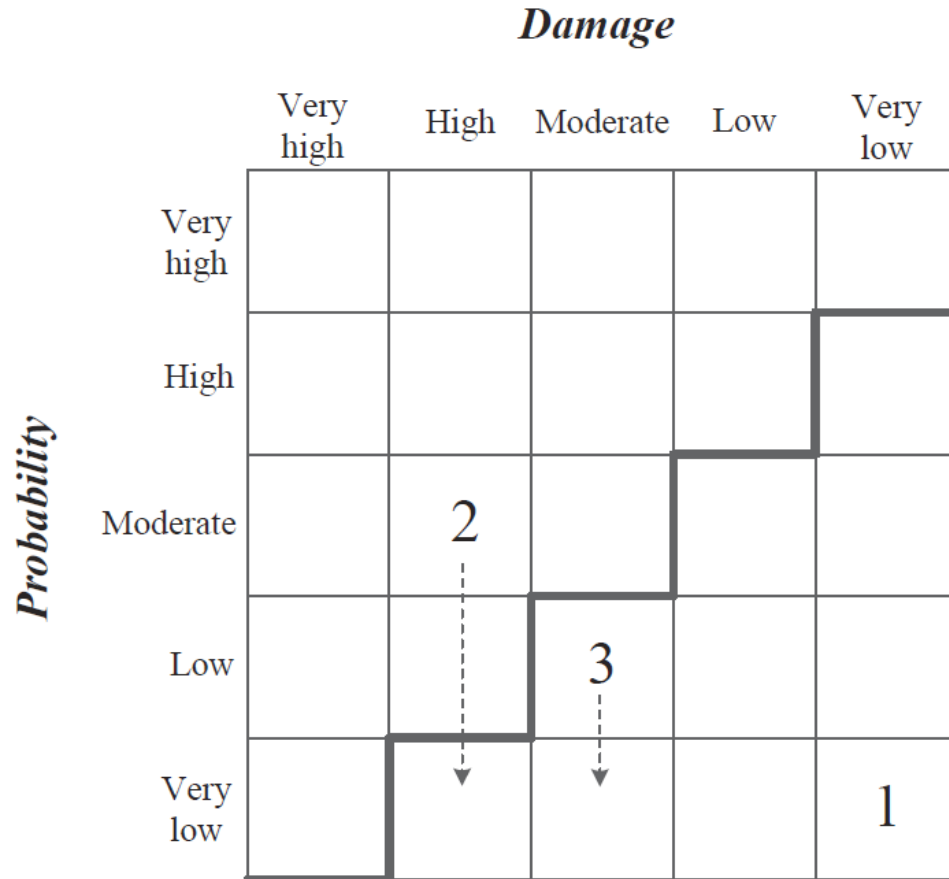 Damage
Very
high
High
Moderate
Low
Very
low
Very
high
High
Probability
Moderate
2
Low
3
Very
low
1